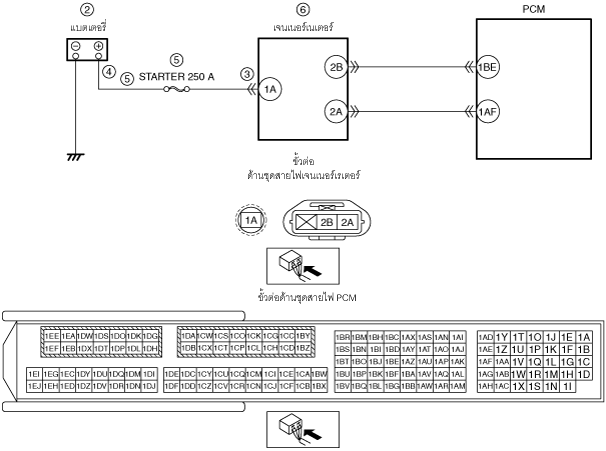 ② ⑥ PCM
แบตเตอรี่ เจนเนอร์เนเตอร์
⊖ ⊕ ⑤ 2B 1BE
④ ⑤ STARTER 250 A ③ 1A
2A 1AF
ขั้วต่อ
ด้านชุดสายไฟเจนเนอร์เรเตอร์
1A 2B 2A
ขั้วต่อด้านชุดสายไฟ PCM
1EE 1EA 1DW 1DS 1DO 1DK 1DG 1DA 1CW 1CS 1CO 1CK 1CG 1CC 1BY 1BR 1BM 1BH 1BC 1AX 1AS 1AN 1AI 1AD 1Y 1T 1O 1J 1E 1A
1EF 1EB 1DX 1DT 1DP 1DL 1DH 1DB 1CX 1CT 1CP 1CL 1CH 1CD 1BZ 1BS 1BN 1BI 1BD 1AY 1AT 1AO 1AJ 1AE 1Z 1U 1P 1K 1F 1B
1EI 1EG 1EC 1DY 1DU 1DQ 1DM 1DI 1DE 1DC 1CY 1CU 1CQ 1CM 1CI 1CE 1CA 1BW 1BT 1BO 1BJ 1BE 1AZ 1AU 1AP 1AK 1AF 1AA 1V 1Q 1L 1G 1C
1EJ 1EH 1ED 1DZ 1DV 1DR 1DN 1DJ 1DF 1DD 1CZ 1CV 1CR 1CN 1CJ 1CF 1CB 1BX 1BU 1BP 1BK 1BF 1BA 1AV 1AQ 1AL 1AG 1AB 1W 1R 1M 1H 1D
1BV 1BQ 1BL 1BG 1BB 1AW 1AR 1AM 1AH 1AC 1X 1S 1N 1I